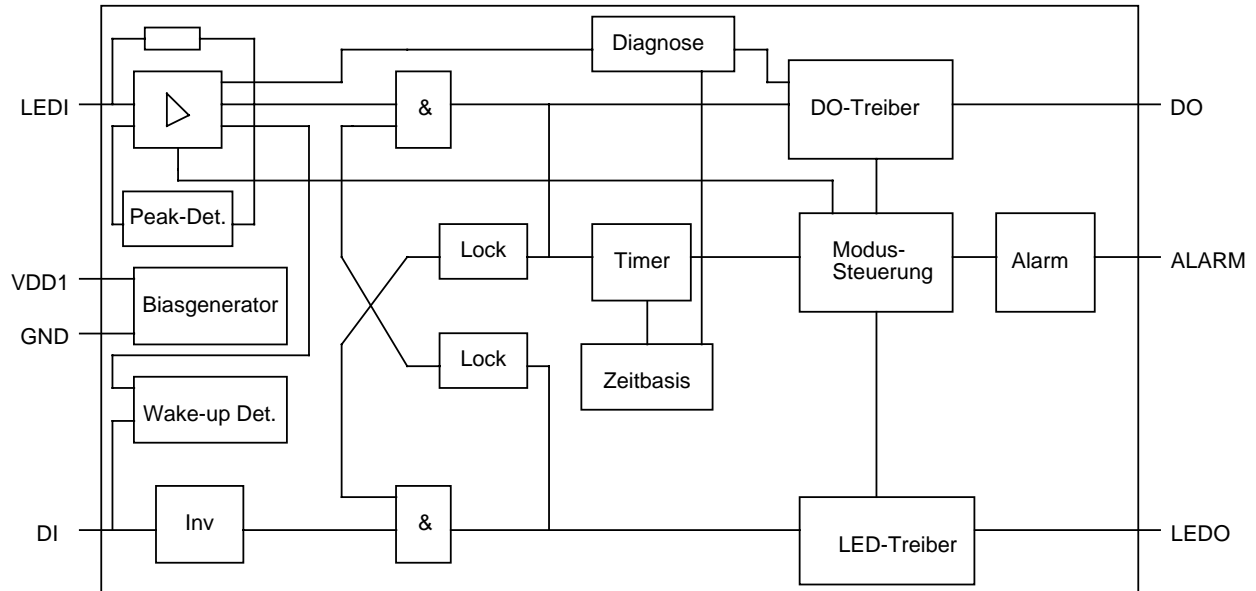 Diagnose
LEDI
&
DO-Treiber
DO
Peak-Det.
Lock
Timer
Modus-
Steuerung
Alarm
ALARM
VDD1
Biasgenerator
GND
Lock
Zeitbasis
Wake-up Det.
DI
Inv
&
LED-Treiber
LEDO